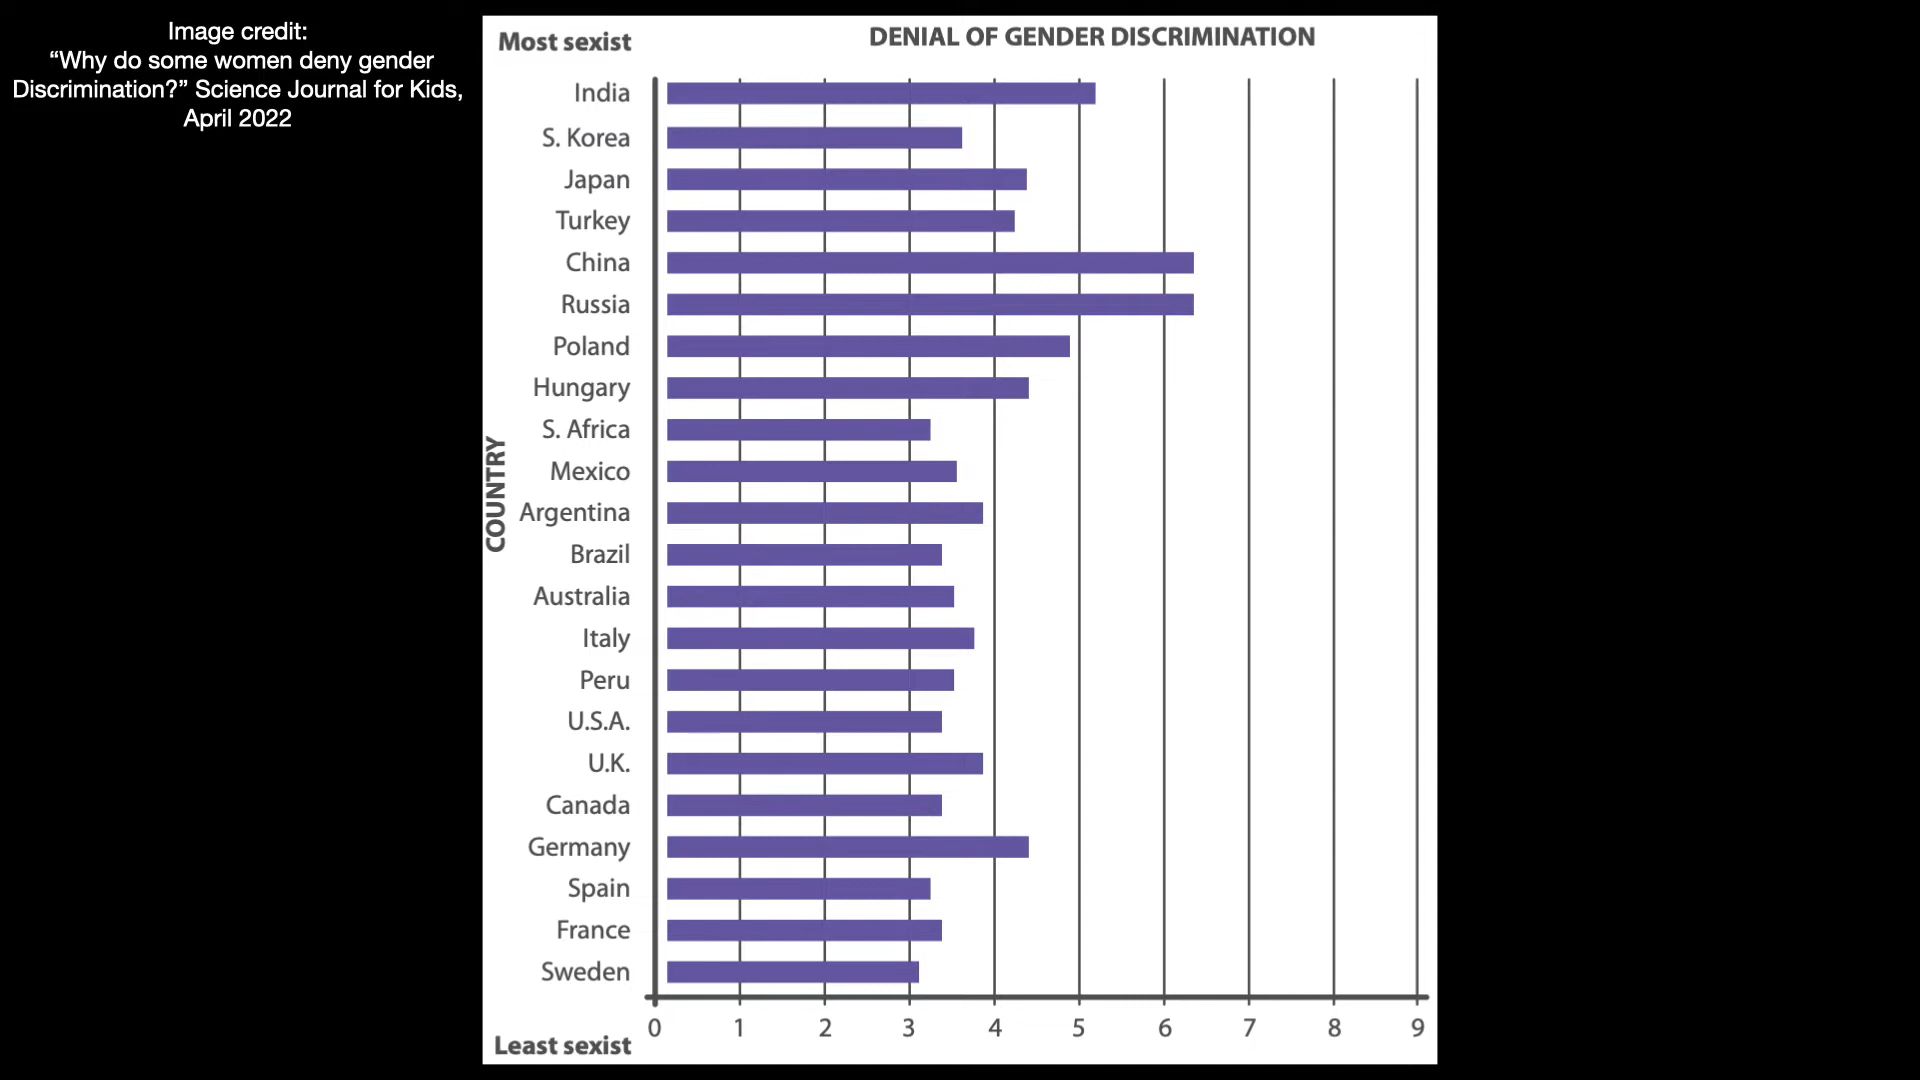 Image credit:
“Why do some women deny gender
Discrimination?” Science Journal for Kids,
April 2022
Most sexist
DENIAL OF GENDER DISCRIMINATION
India
S. Korea
Japan
Turkey
China
Russia
Poland
Hungary
S. Africa
Mexico
Argentina
Brazil
Australia
Italy
Peru
U.S.A.
U.K.
Canada
Germany
Spain
France
Sweden
COUNTRY
0 1 2 3 4 5 6 7 8 9
Least sexist